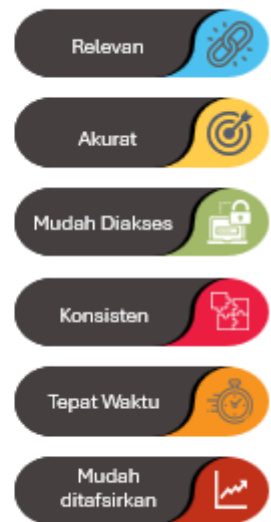 Relevan
Akurat
Mudah Diakses
Konsisten
Tepat Waktu
Mudah
ditafsirkan